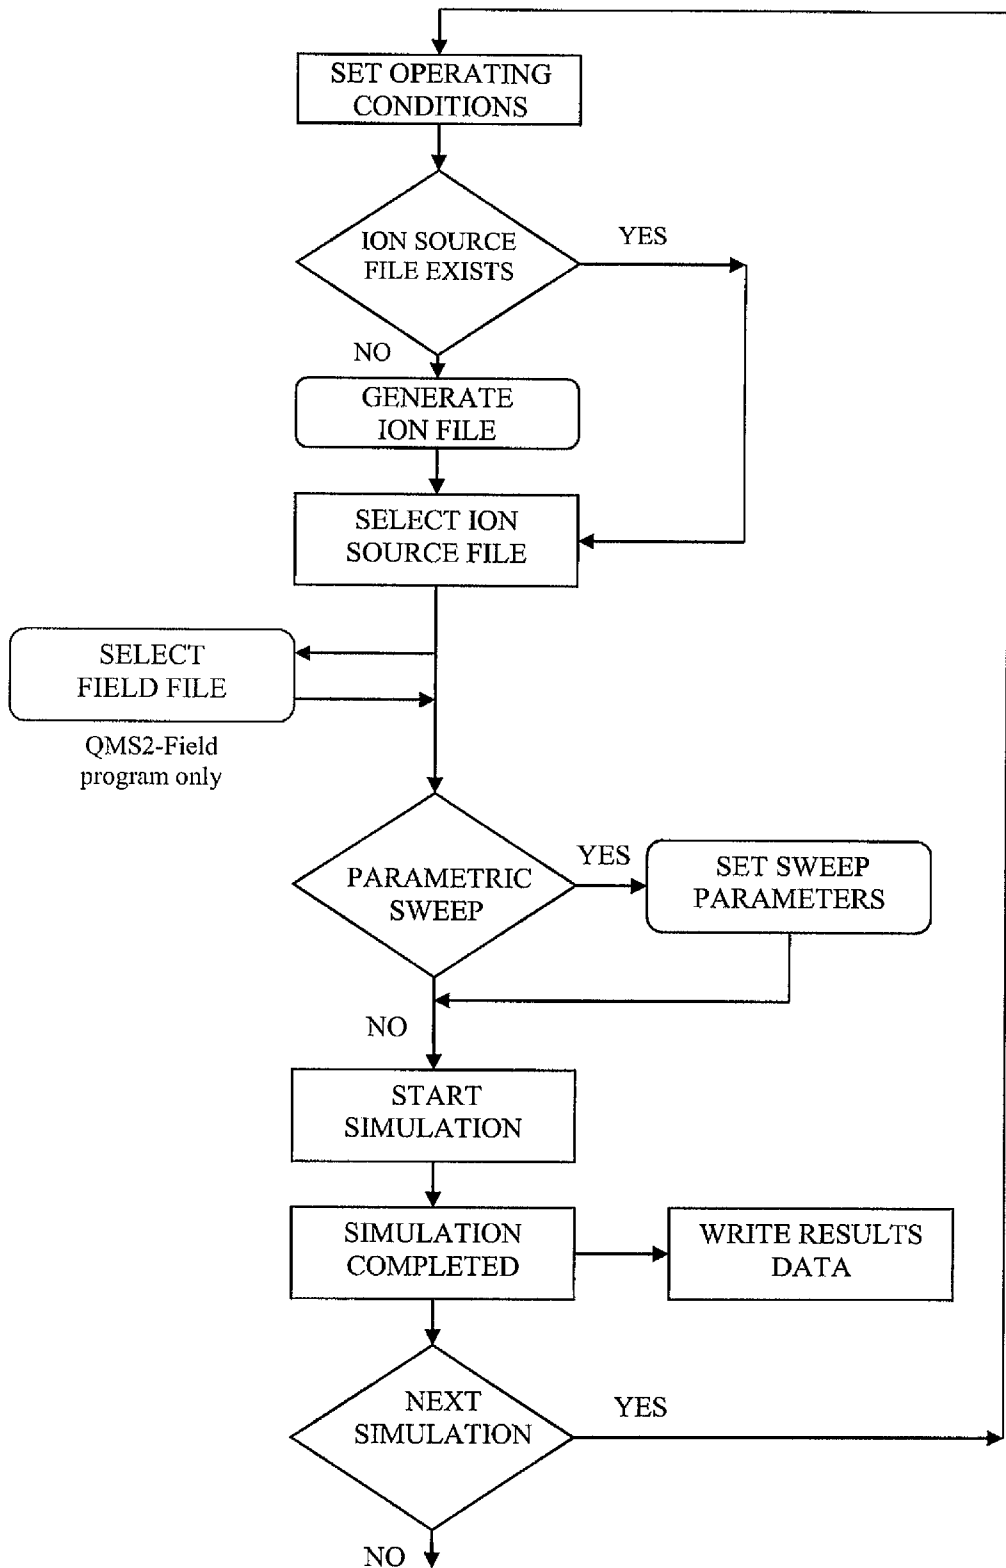 SET OPERATING
CONDITIONS
ION SOURCE
FILE EXISTS
YES
NO
GENERATE
ION FILE
SELECT ION
SOURCE FILE
SELECT
FIELD FILE
QMS2-Field
program only
PARAMETRIC
SWEEP
YES
SET SWEEP
PARAMETERS
NO
START
SIMULATION
SIMULATION
COMPLETED
WRITE RESULTS
DATA
NEXT
SIMULATION
YES
NO